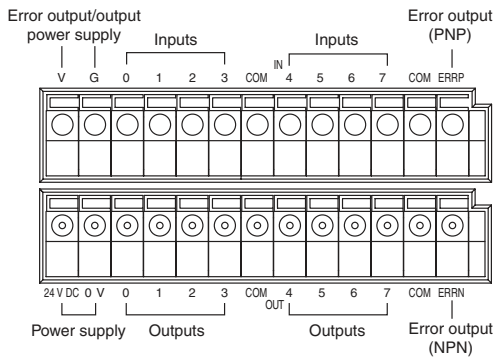 Error output/output
power supply
Inputs
Inputs
Error output
(PNP)
V G 0 1 2 3 COM IN 4 5 6 7 COM ERRP
24 V DC 0 V 0 1 2 3 COM OUT 4 5 6 7 COM ERRN
Power supply
Outputs
Outputs
Error output
(NPN)